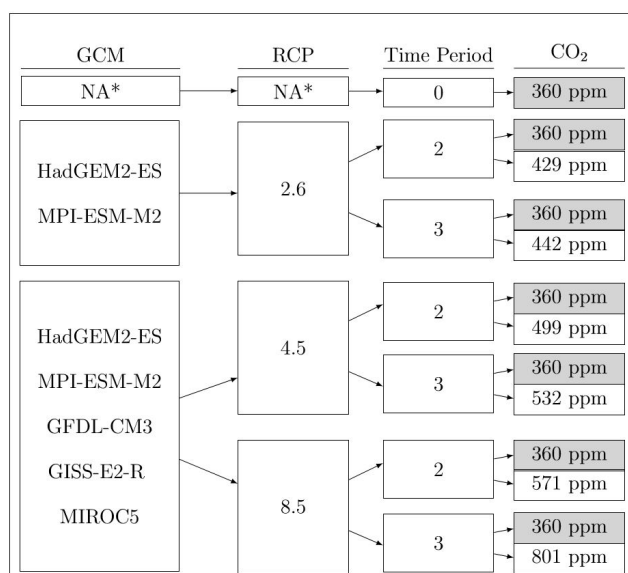 GCM RCP Time Period CO₂
NA* NA* 0 360 ppm
HadGEM2-ES
MPI-ESM-M2
2.6
2
360 ppm
429 ppm
3
360 ppm
442 ppm
HadGEM2-ES
MPI-ESM-M2
GFDL-CM3
GISS-E2-R
MIROC5
4.5
2
360 ppm
499 ppm
3
360 ppm
532 ppm
8.5
2
360 ppm
571 ppm
3
360 ppm
801 ppm